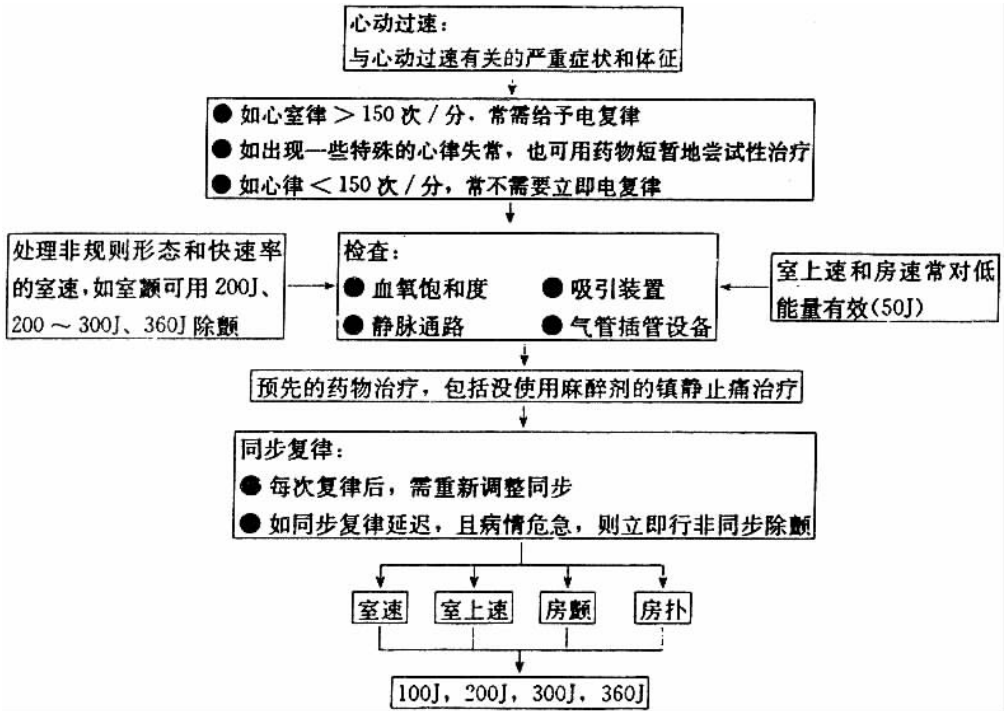 心动过速：
与心动过速有关的严重症状和体征
● 如心室律＞150次／分，常需给予电复律
● 如出现一些特殊的心律失常，也可用药物短暂地尝试性治疗
● 如心律＜150次／分，常不需要立即电复律
处理非规则形态和快速率
的室速，如室颤可用200J、
200～300J、360J除颤
检查：
● 血氧饱和度 ● 吸引装置
● 静脉通路 ● 气管插管设备
室上速和房速常对低
能量有效(50J)
预先的药物治疗，包括没使用麻醉剂的镇静止痛治疗
同步复律：
● 每次复律后，需重新调整同步
● 如同步复律延迟，且病情危急，则立即行非同步除颤
室速 室上速 房颤 房扑
100J，200J，300J，360J